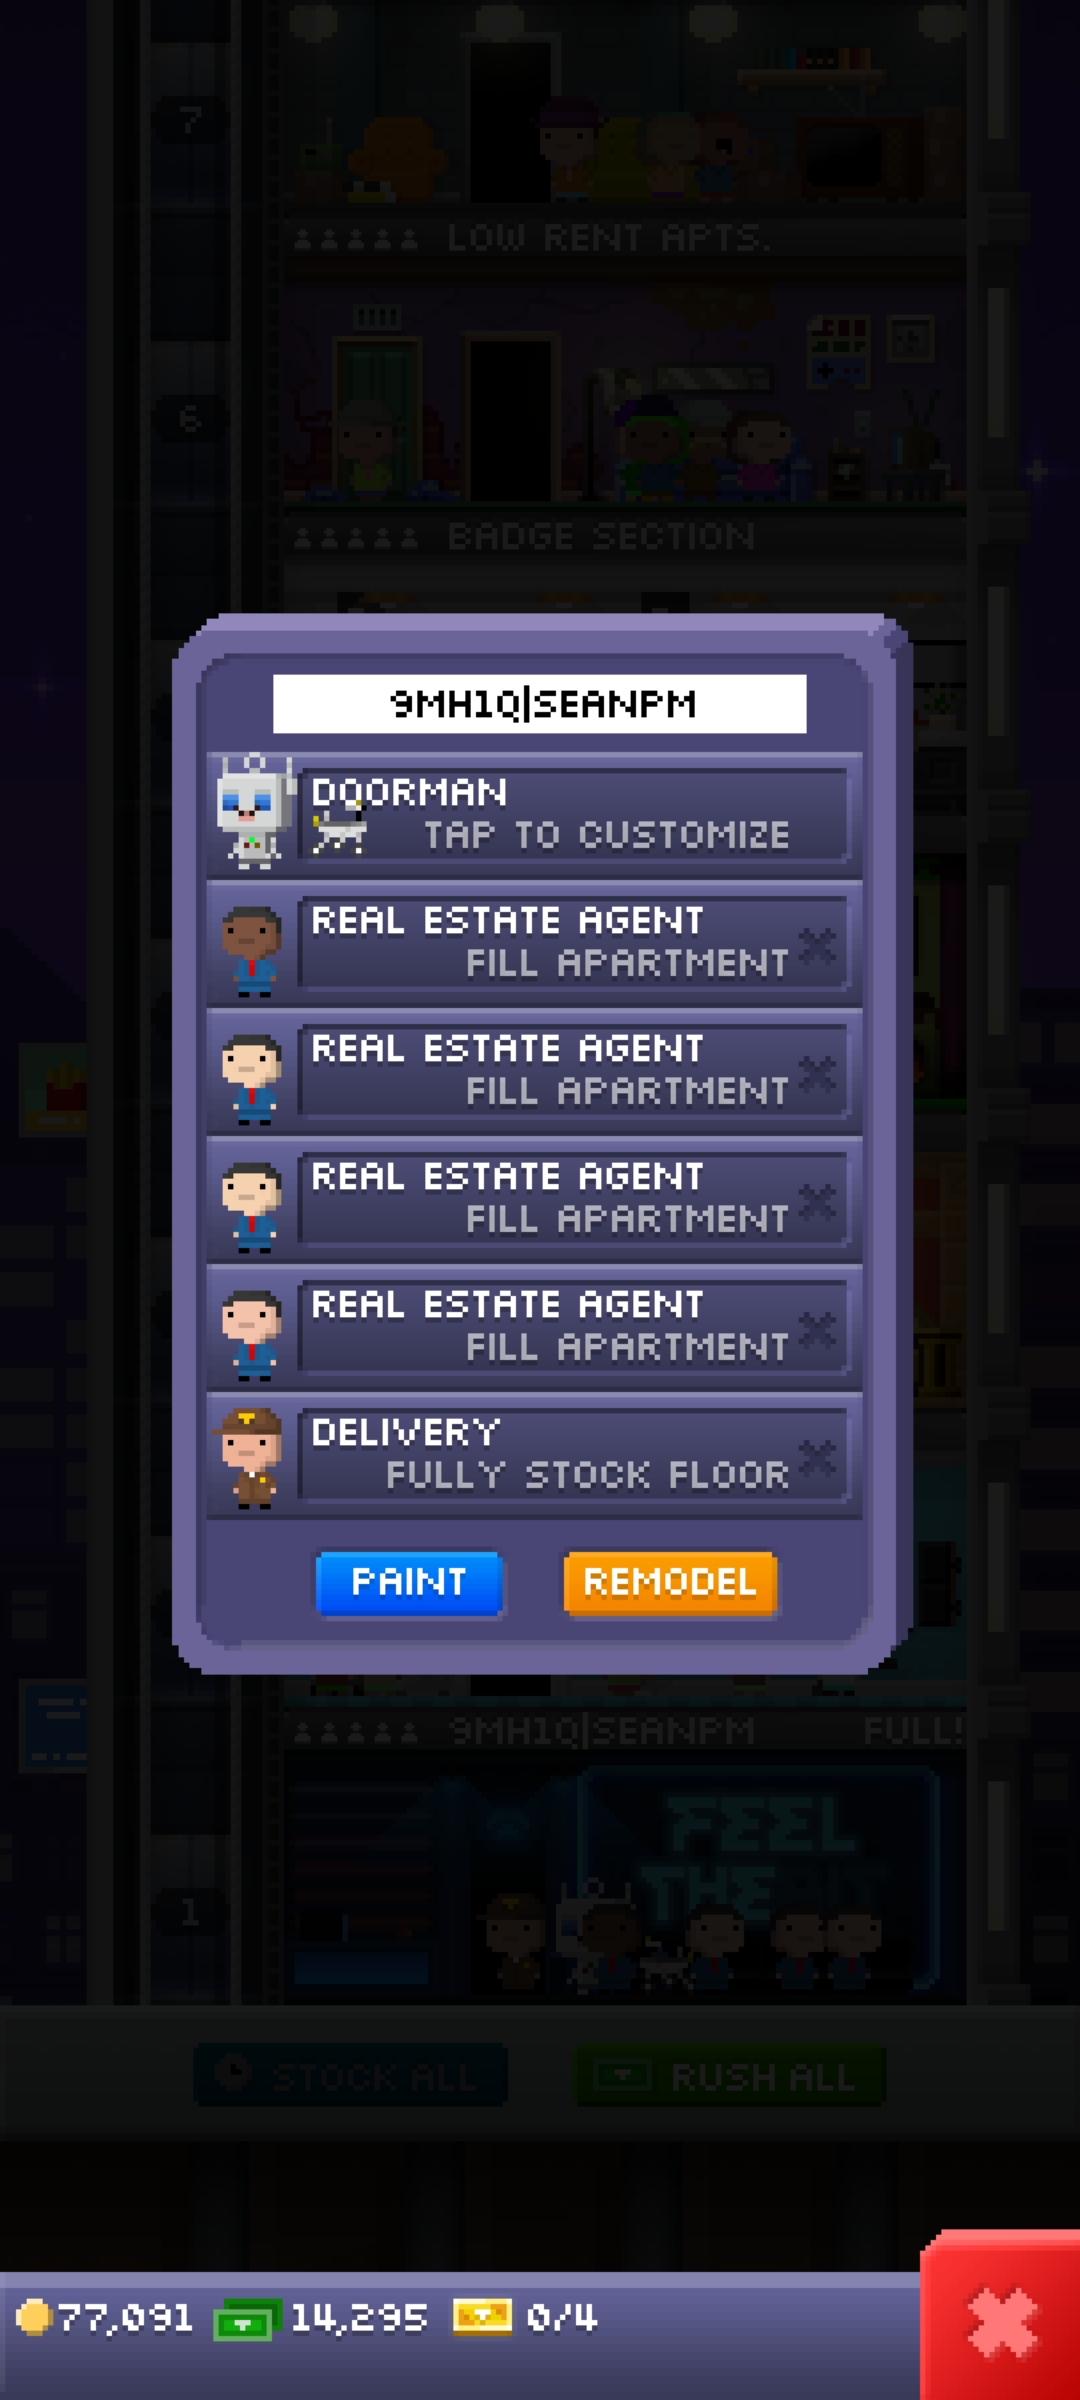 7
LOW RENT APTS.
6
BADGE SECTION
9MH1Q|SEANPM
DOORMAN
TAP TO CUSTOMIZE
REAL ESTATE AGENT
FILL APARTMENT
REAL ESTATE AGENT
FILL APARTMENT
REAL ESTATE AGENT
FILL APARTMENT
REAL ESTATE AGENT
FILL APARTMENT
DELIVERY
FULLY STOCK FLOOR
PAINT REMODEL
9MH1Q|SEANPM FULL!
FEEL
THE BIT
1
STOCK ALL RUSH ALL
77,091 14,295 0/4